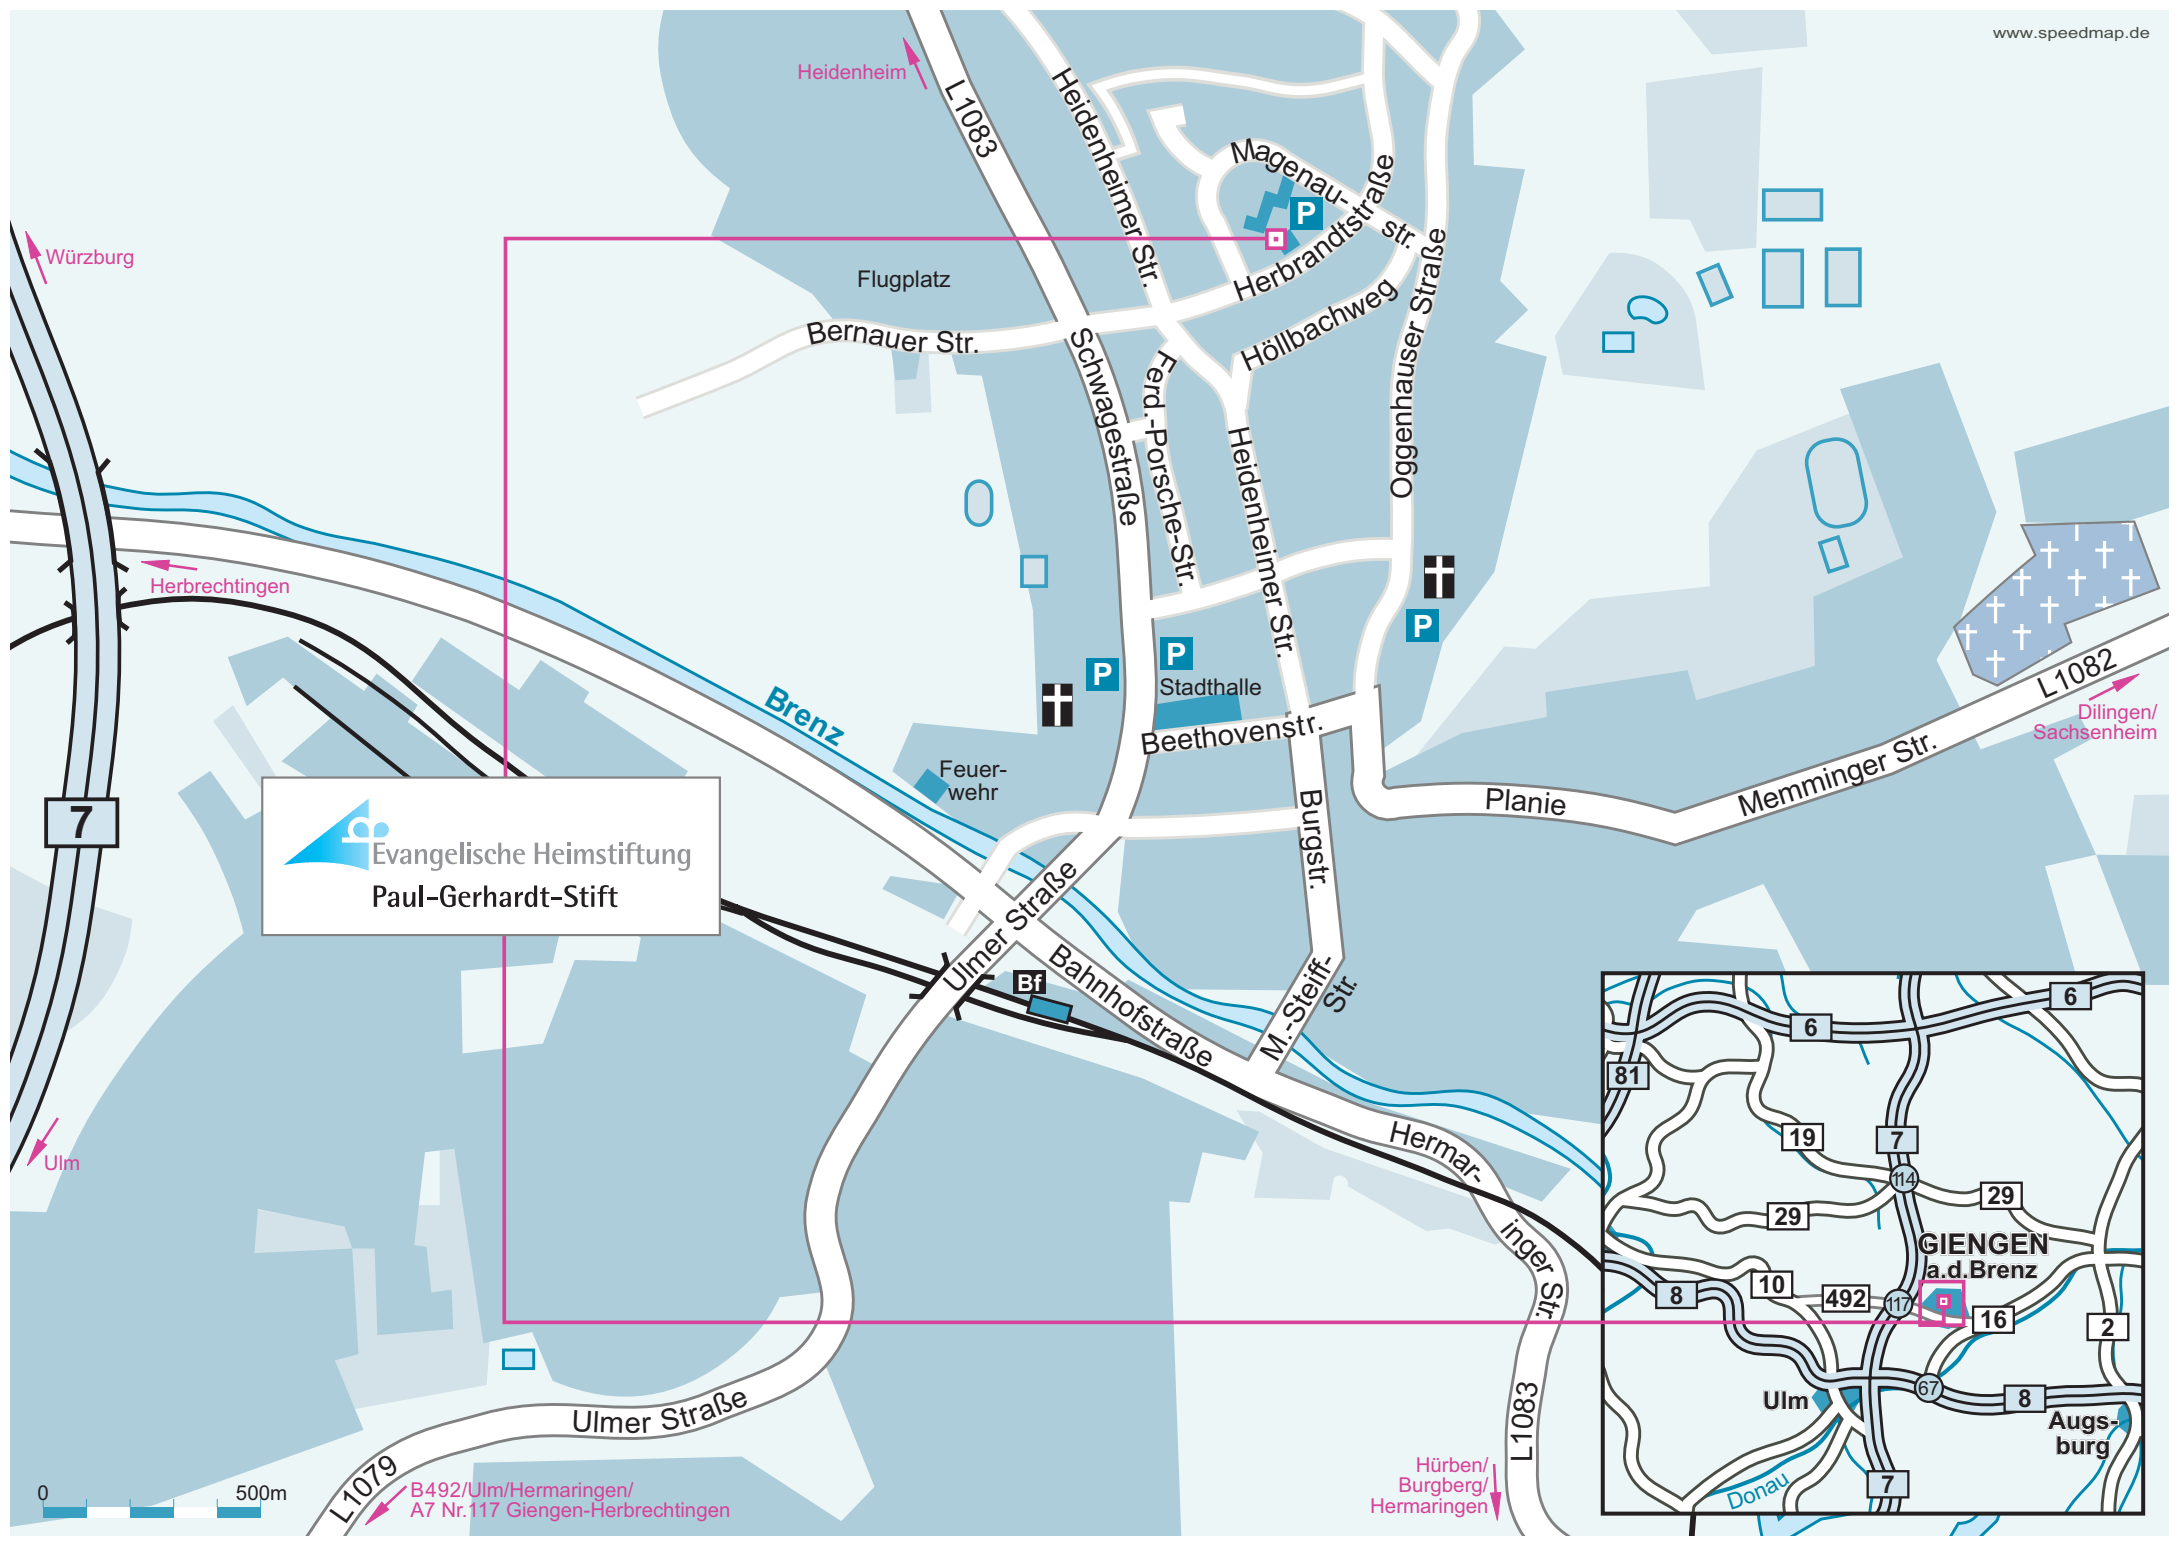 www.speedmap.de
Heidenheim
L1083
Heidenheimer Str.
Magenau-
str.
Herbrandtstraße
P
Würzburg
Flugplatz
Bernauer Str.
Höllbachweg
Oggenhauser Straße
Schwagestraße
Ferd.-Porsche-Str.
Heidenheimer Str.
Herbrechtingen
P
P
P
Stadthalle
Beethovenstr.
Brenz
L1082
Dilingen/
Sachsenheim
Feuer-
wehr
Planie
Memminger Str.
Burgstr.
7
Evangelische Heimstiftung
Paul-Gerhardt-Stift
Ulmer Straße
Bf
Bahnhofstraße
M.-Steiff-
Str.
Ulm
Hermar-
inger Str.
L1083
Hürben/
Burgberg/
Hermaringen
Ulmer Straße
L1079
B492/Ulm/Hermaringen/
A7 Nr.117 Giengen-Herbrechtingen
0
500m
6
6
81
19
7
114
29
29
GIENGEN
a.d.Brenz
8
10
492
117
16
2
67
Ulm
8
Augs-
burg
Donau
7